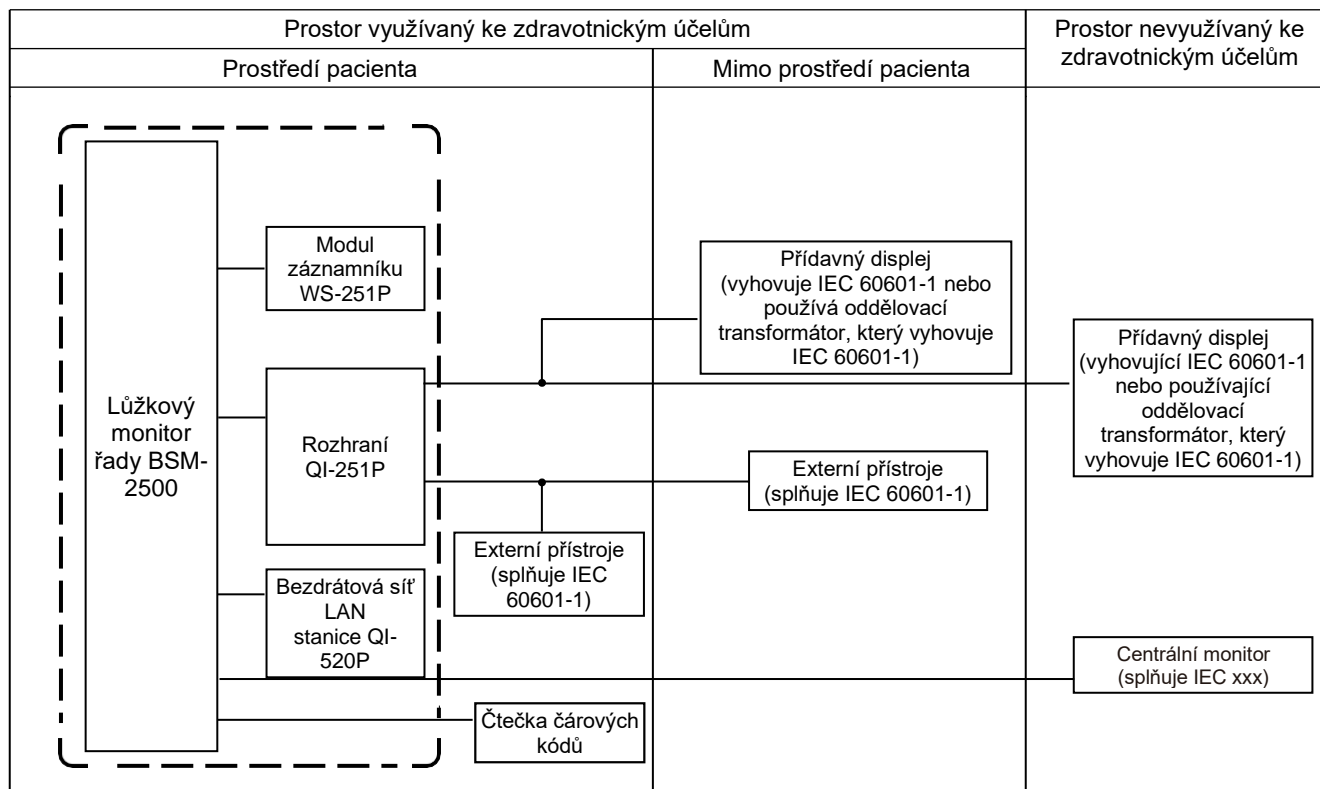 Prostor využívaný ke zdravotnickým účelům
Prostor nevyužívaný ke
zdravotnickým účelům
Prostředí pacienta
Mimo prostředí pacienta
Lůžkový
monitor
řady BSM-
2500
Modul
záznamníku
WS-251P
Rozhraní
QI-251P
Bezdrátová síť
LAN
stanice QI-
520P
Čtečka čárových
kódů
Externí přístroje
(splňuje IEC
60601-1)
Přídavný displej
(vyhovuje IEC 60601-1 nebo
používá oddělovací
transformátor, který vyhovuje
IEC 60601-1)
Externí přístroje
(splňuje IEC 60601-1)
Přídavný displej
(vyhovující IEC 60601-1
nebo používající
oddělovací
transformátor, který
vyhovuje IEC 60601-1)
Centrální monitor
(splňuje IEC xxx)